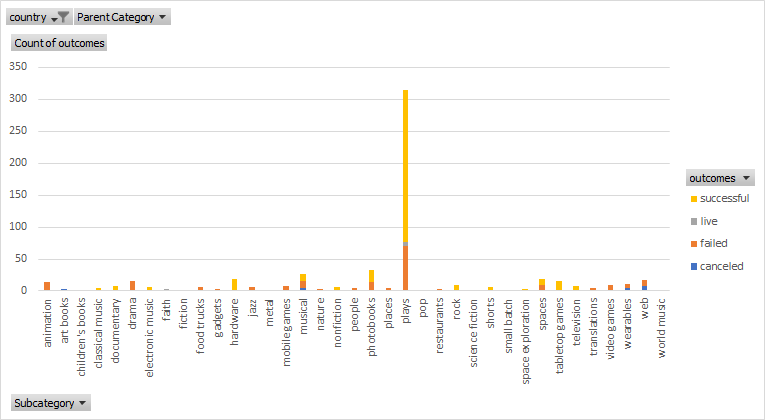 country Parent Category
Count of outcomes
350
300
250
200
150
100
50
0
animation
art books
children's books
classical music
documentary
drama
electronic music
faith
fiction
food trucks
gadgets
hardware
jazz
metal
mobile games
musical
nature
nonfiction
people
photobooks
places
plays
pop
restaurants
rock
science fiction
shorts
small batch
space exploration
spaces
tabletop games
television
translations
video games
wearables
web
world music
outcomes
successful
live
failed
canceled
Subcategory